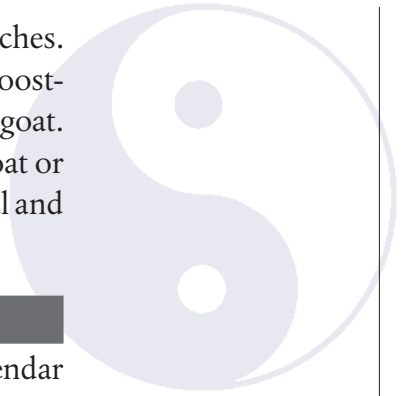 ches.
oost-
goat.
oat or
l and
endar